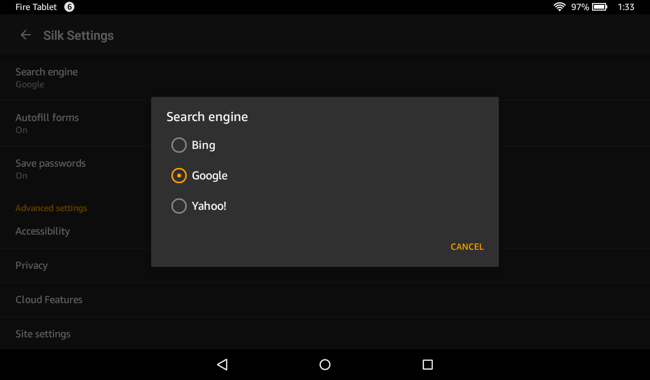 Fire Tablet 6 97% 1:33
Silk Settings
Search engine
Google
Autofill forms
On
Save passwords
On
Advanced settings
Accessibility
Privacy
Cloud Features
Site settings
Search engine
Bing
Google
Yahoo!
CANCEL